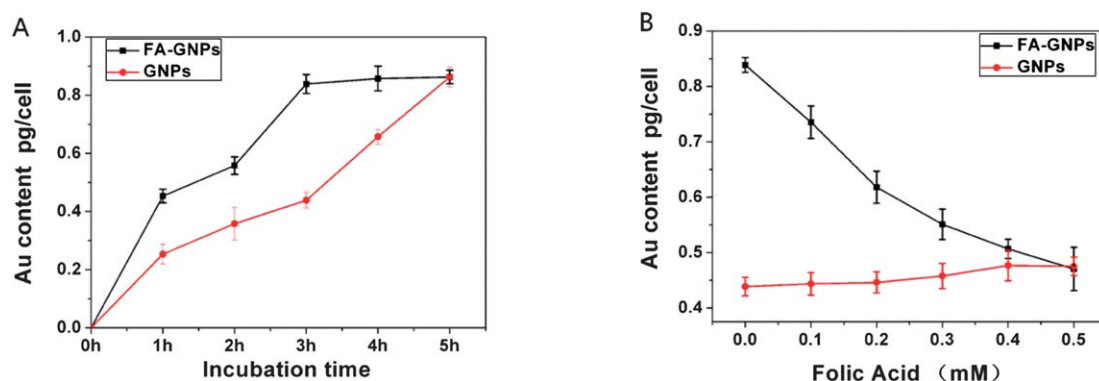 A
FA-GNPs
GNPs
Au content pg/cell
1.0
0.8
0.6
0.4
0.2
0.0
0h 1h 2h 3h 4h 5h
Incubation time
B
FA-GNPs
GNPs
Au content pg/cell
0.9
0.8
0.7
0.6
0.5
0.4
0.0 0.1 0.2 0.3 0.4 0.5
Folic Acid （mM）